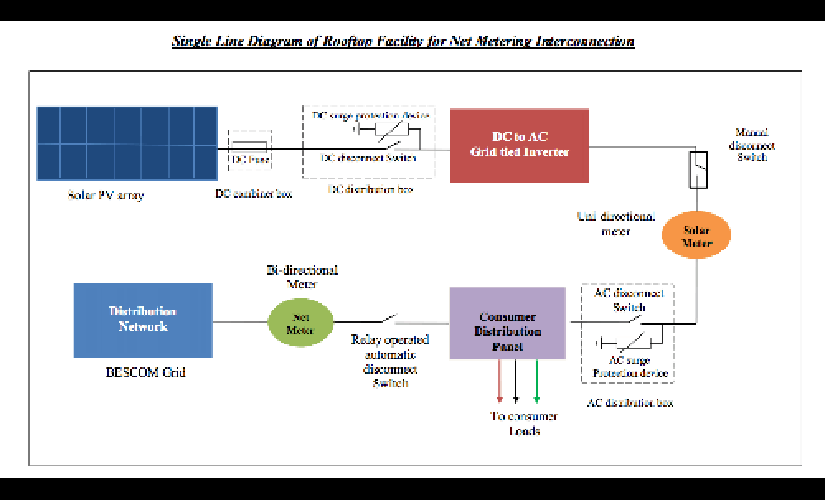 Single Line Diagram of Rooftop Facility for Net Metering Interconnection
DC surge protection device
DC to AC
Grid tied Inverter
Manual
disconnect
Switch
DC Fuse
DC disconnect Switch
Solar PV array
DC combiner box
DC distribution box
Uni directional
meter
Solar
Meter
Bi-directional
Meter
AC disconnect
Switch
Distribution
Network
Net
Meter
Consumer
Distribution
Panel
Relay operated
automatic
disconnect
Switch
AC surge
Protection device
BESCOM Grid
AC distribution box
To consumer
Loads